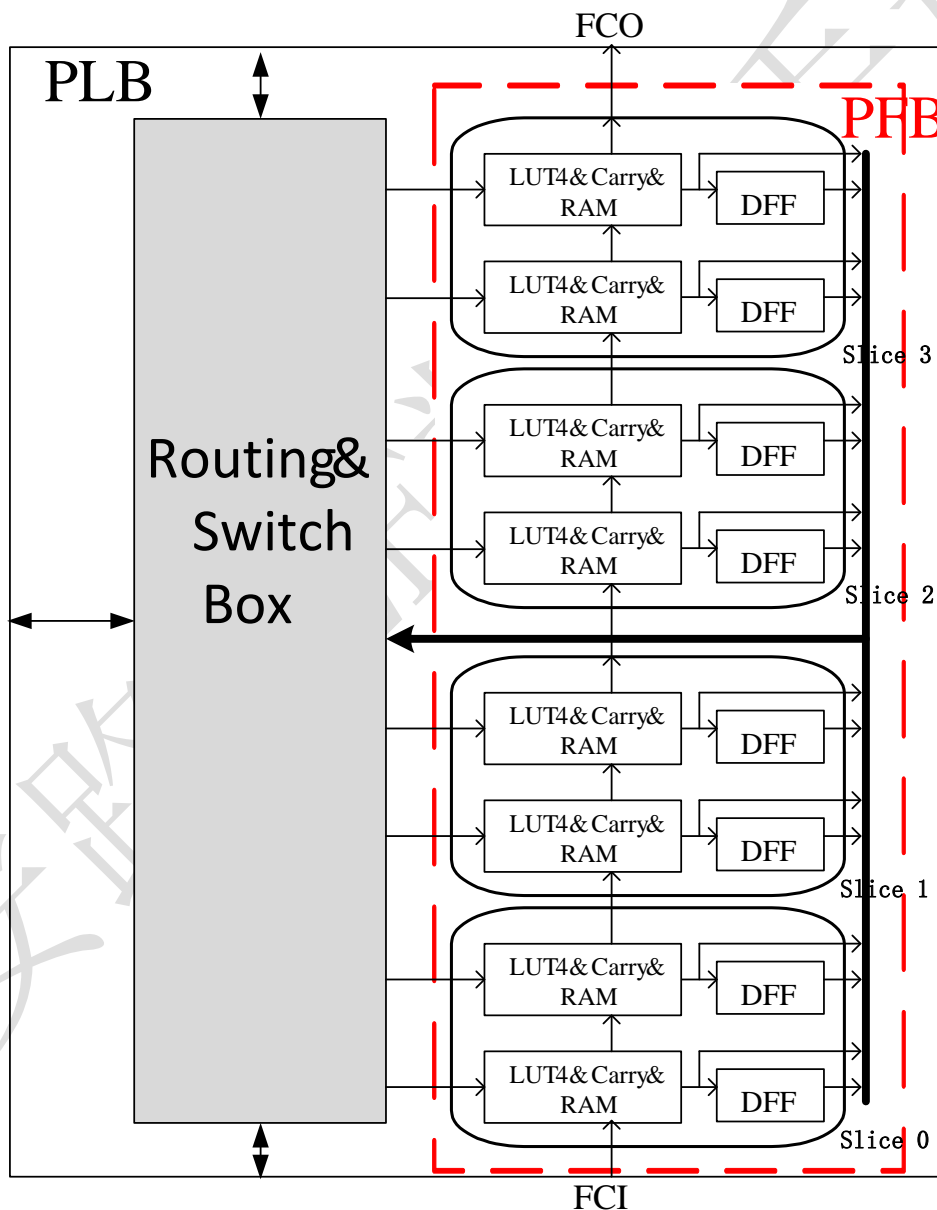 FCO
PLB
PFB
LUT4&Carry&
RAM
DFF
LUT4&Carry&
RAM
DFF
Slice 3
LUT4&Carry&
RAM
DFF
LUT4&Carry&
RAM
DFF
Slice 2
Routing&
Switch
Box
LUT4&Carry&
RAM
DFF
LUT4&Carry&
RAM
DFF
Slice 1
LUT4&Carry&
RAM
DFF
LUT4&Carry&
RAM
DFF
Slice 0
FCI